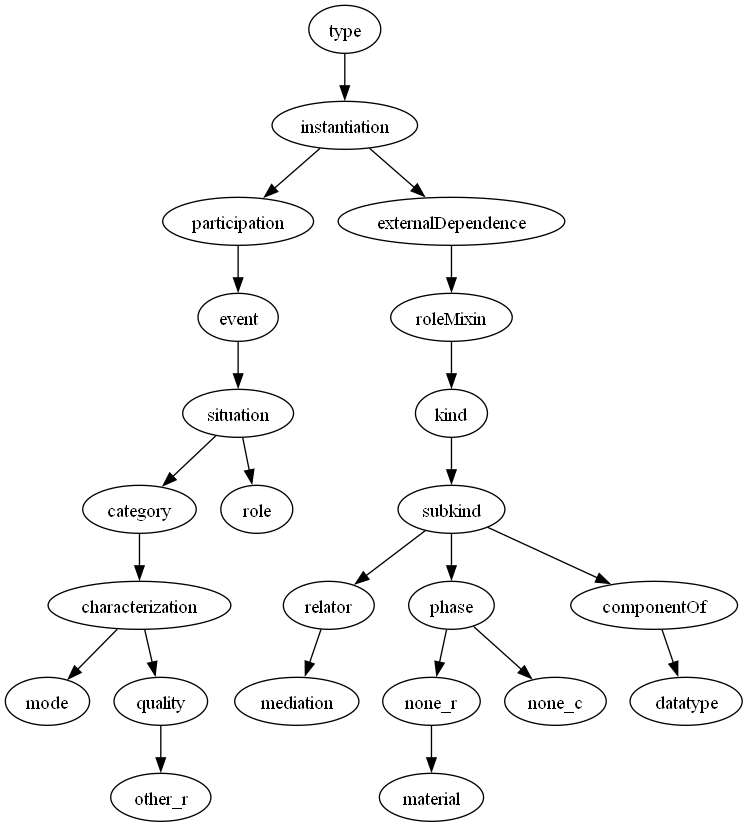 type
instantiation
participation
externalDependence
event
roleMixin
situation
kind
category
role
subkind
characterization
relator
phase
componentOf
mode
quality
mediation
none_r
none_c
datatype
other_r
material